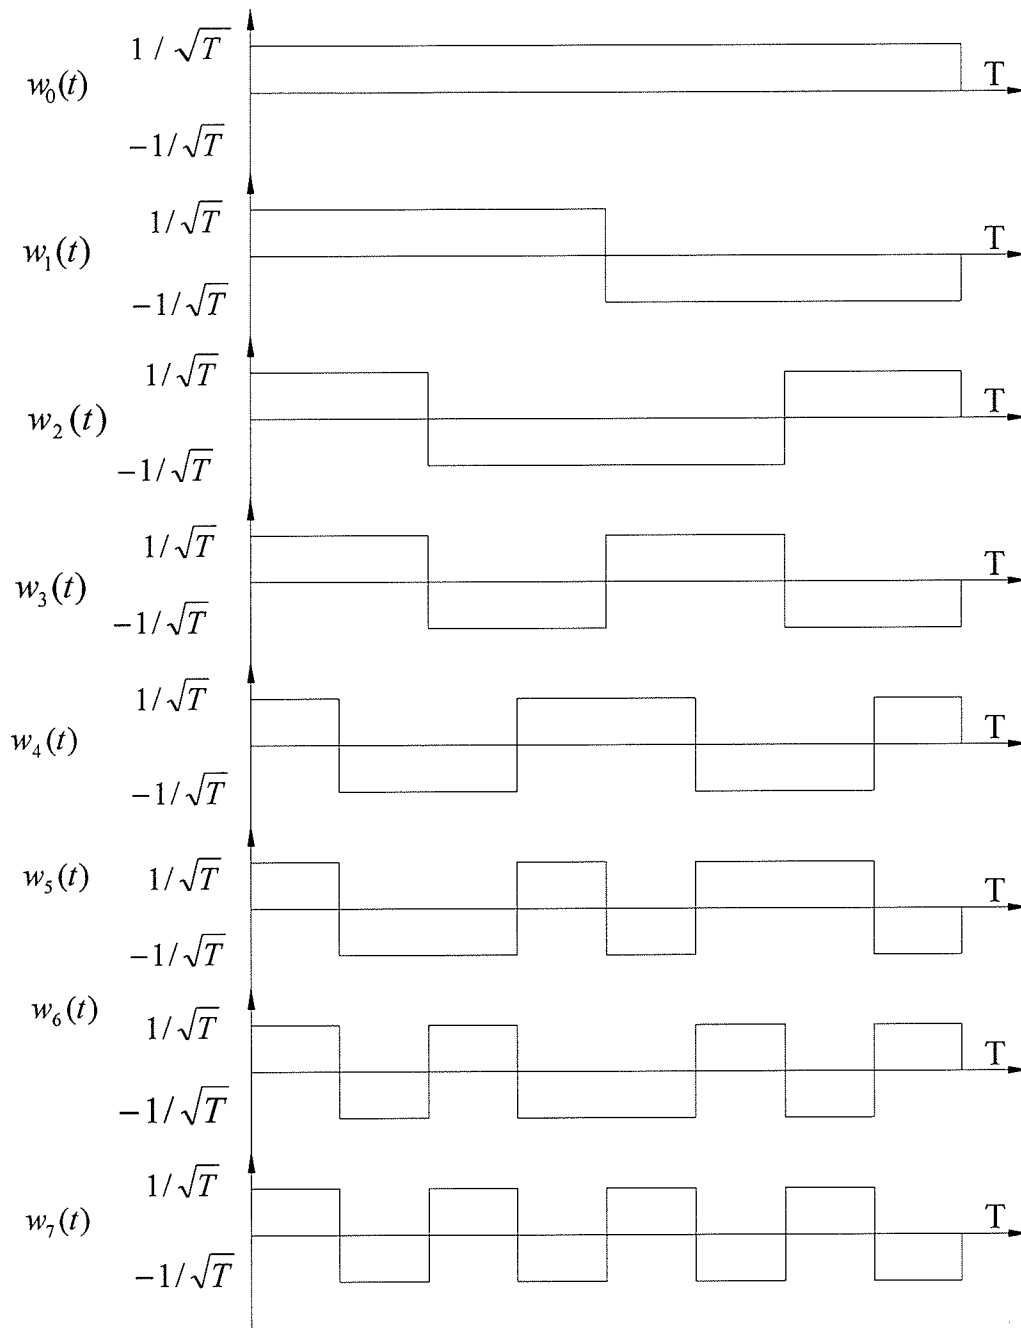 1/√T
w₀(t) T
−1/√T
1/√T
w₁(t) T
−1/√T
1/√T
w₂(t) T
−1/√T
1/√T
w₃(t) T
−1/√T
1/√T
w₄(t) T
−1/√T
w₅(t) 1/√T T
−1/√T
w₆(t) 1/√T
T
−1/√T
1/√T
w₇(t) T
−1/√T